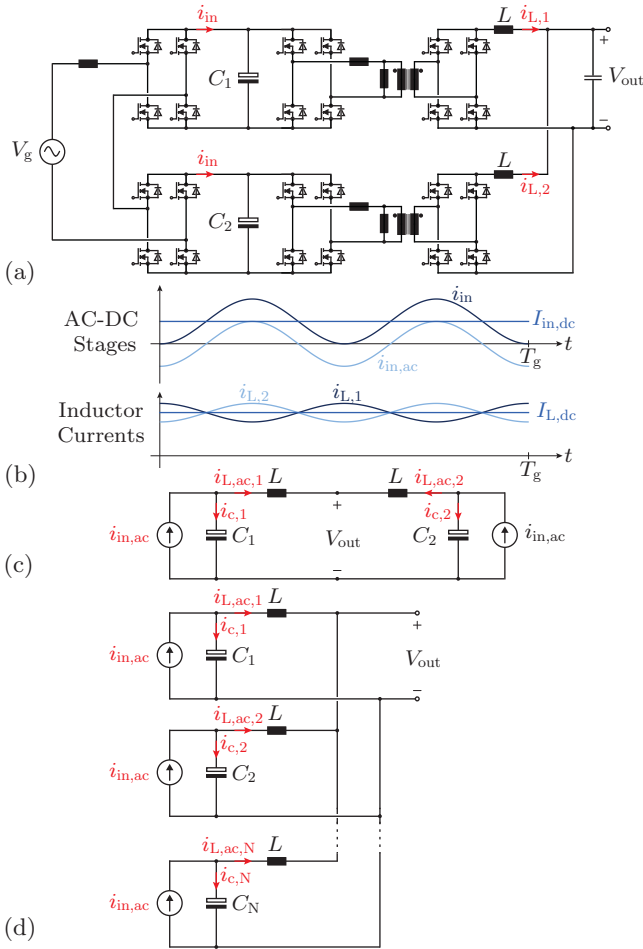 i_in L i_L,1
+
C_1 V_out
V_g −
i_in L
i_L,2
C_2
(a)
AC-DC Stages i_in I_in,dc
t
i_in,ac T_g
Inductor Currents i_L,2 i_L,1 I_L,dc
t
(b) T_g
i_L,ac,1 L L i_L,ac,2
i_c,1 + i_c,2
i_in,ac C_1 V_out C_2 i_in,ac
(c) −
i_L,ac,1 L
i_c,1 +
i_in,ac C_1 V_out
−
i_L,ac,2 L
i_c,2
i_in,ac C_2
i_L,ac,N L
i_c,N
i_in,ac C_N
(d)